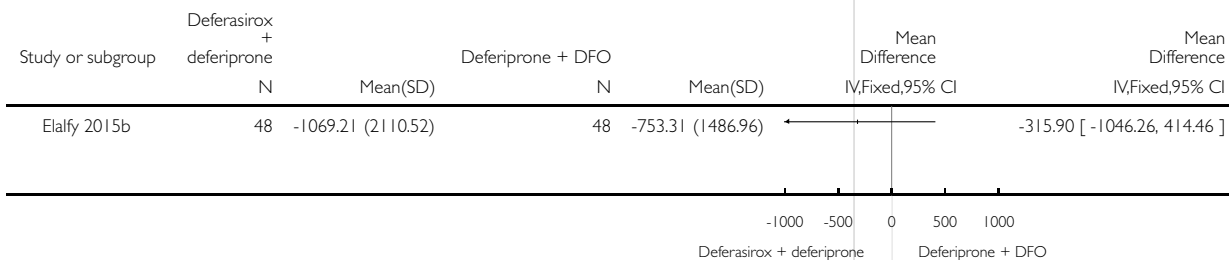 Study or subgroup
Deferasirox
+
deferiprone
Deferiprone + DFO
Mean
Difference
Mean
Difference
N Mean(SD) N Mean(SD) IV,Fixed,95% CI IV,Fixed,95% CI
Elalfy 2015b 48 -1069.21 (2110.52) 48 -753.31 (1486.96) -315.90 [ -1046.26, 414.46 ]
-1000 -500 0 500 1000
Deferasirox + deferiprone Deferiprone + DFO